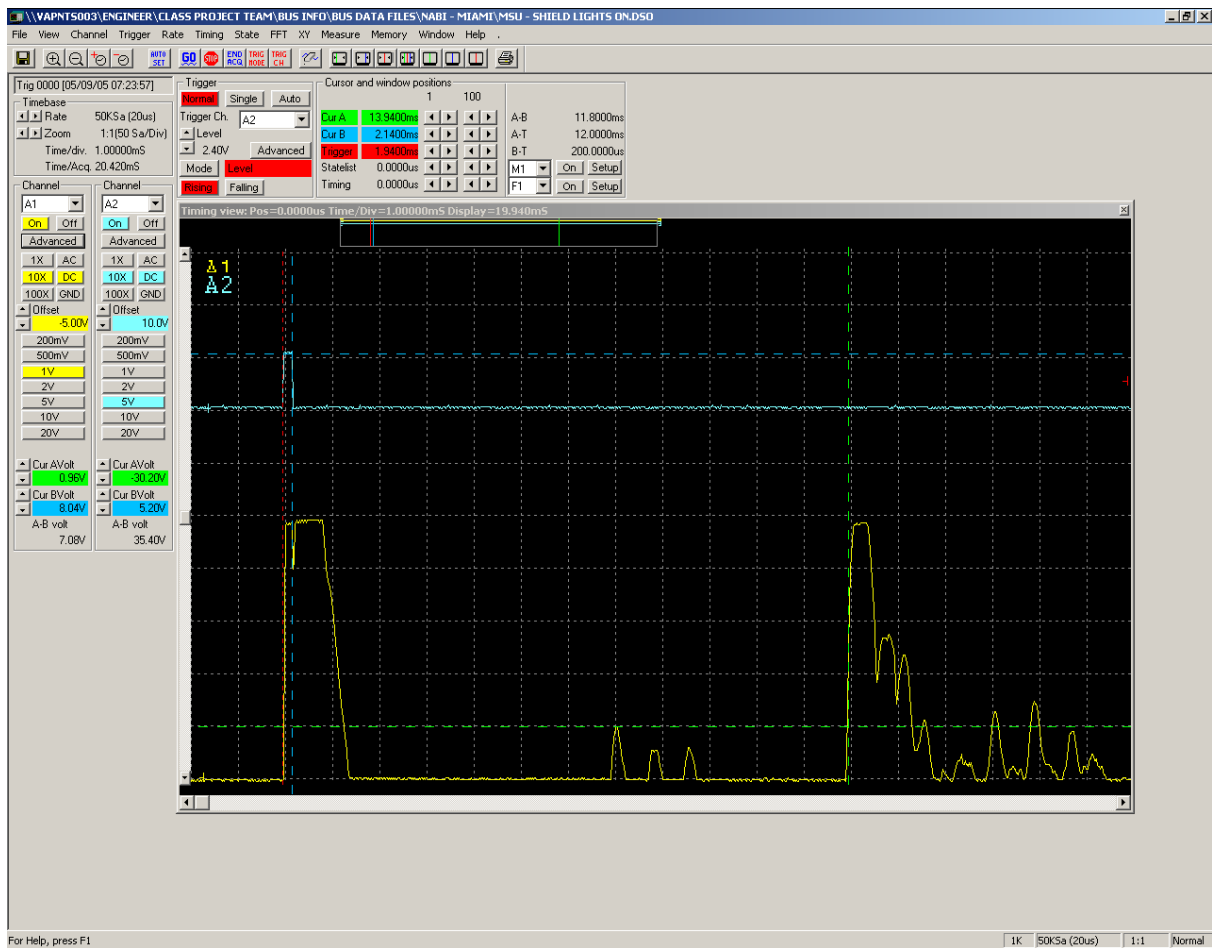 \\VAPNTS003\ENGINEER\CLASS PROJECT TEAM\BUS INFO\BUS DATA FILES\NABI - MIAMI\MSU - SHIELD LIGHTS ON.DSO
File View Channel Trigger Rate Timing State FFT XY Measure Memory Window Help .
AUTO SET GO STOP END ACQ TRIG MODE TRIG CH
Trig 0000 [05/09/05 07:23:57]
Timebase
Rate 50KSa (20us)
Zoom 1:1(50 Sa/Div)
Time/div. 1.00000mS
Time/Acq. 20.420mS
Trigger
Normal Single Auto
Trigger Ch. A2
Level
2.40V Advanced
Mode Level
Rising Falling
Cursor and window positions
1 100
Cur A 13.9400ms
Cur B 2.1400ms
Trigger 1.9400ms
Statelist 0.0000us
Timing 0.0000us
A-B 11.8000ms
A-T 12.0000ms
B-T 200.0000us
M1 On Setup
F1 On Setup
Channel
A1
On Off
Advanced
1X AC
10X DC
100X GND
Offset
-5.00V
200mV
500mV
1V
2V
5V
10V
20V
Cur AVolt
0.96V
Cur BVolt
8.04V
A-B volt
7.08V
Channel
A2
On Off
Advanced
1X AC
10X DC
100X GND
Offset
10.0V
200mV
500mV
1V
2V
5V
10V
20V
Cur AVolt
-30.20V
Cur BVolt
5.20V
A-B volt
35.40V
Timing view: Pos=0.0000us Time/Div=1.00000mS Display=19.940mS
A1
A2
For Help, press F1
1K 50KSa (20us) 1:1 Normal